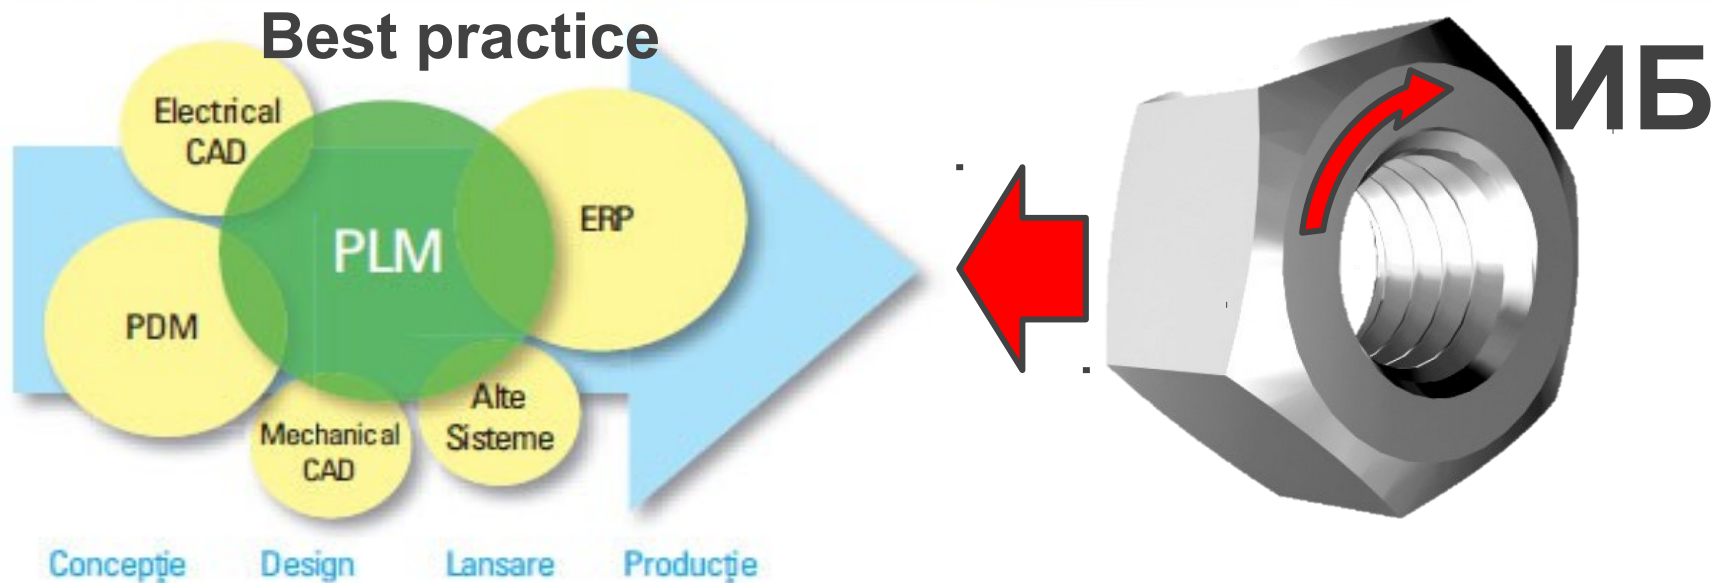 Best practice
ИБ
Electrical
CAD
PLM
ERP
PDM
Mechanical
CAD
Alte
Sisteme
Concepție
Design
Lansare
Producție